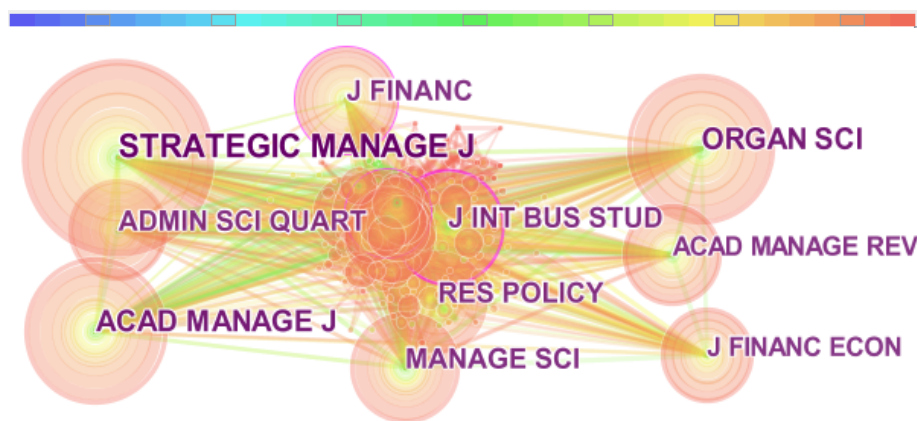 J FINANC
STRATEGIC MANAGE J
ORGAN SCI
ADMIN SCI QUART
J INT BUS STUD
ACAD MANAGE REV
RES POLICY
ACAD MANAGE J
MANAGE SCI
J FINANC ECON